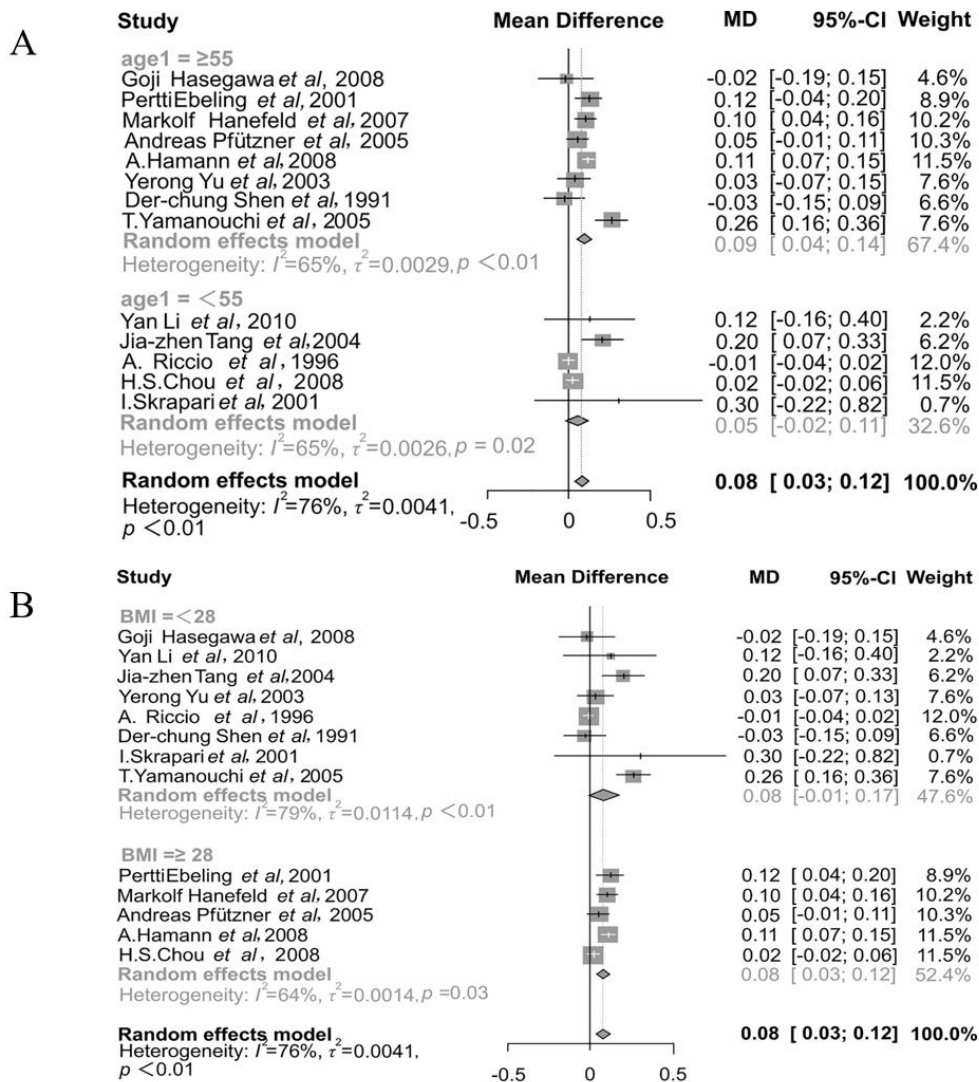 A
Study Mean Difference MD 95%-CI Weight
age1 = ≥55
Goji Hasegawa et al, 2008 -0.02 [-0.19; 0.15] 4.6%
PerttiEbeling et al, 2001 0.12 [-0.04; 0.20] 8.9%
Markolf Hanefeld et al, 2007 0.10 [ 0.04; 0.16] 10.2%
Andreas Pfützner et al, 2005 0.05 [-0.01; 0.11] 10.3%
A.Hamann et al, 2008 0.11 [ 0.07; 0.15] 11.5%
Yerong Yu et al, 2003 0.03 [-0.07; 0.15] 7.6%
Der-chung Shen et al, 1991 -0.03 [-0.15; 0.09] 6.6%
T.Yamanouchi et al, 2005 0.26 [ 0.16; 0.36] 7.6%
Random effects model 0.09 [ 0.04; 0.14] 67.4%
Heterogeneity: I²=65%, τ²=0.0029, p <0.01
age1 = <55
Yan Li et al, 2010 0.12 [-0.16; 0.40] 2.2%
Jia-zhen Tang et al, 2004 0.20 [ 0.07; 0.33] 6.2%
A. Riccio et al, 1996 -0.01 [-0.04; 0.02] 12.0%
H.S.Chou et al, 2008 0.02 [-0.02; 0.06] 11.5%
I.Skrapari et al, 2001 0.30 [-0.22; 0.82] 0.7%
Random effects model 0.05 [-0.02; 0.11] 32.6%
Heterogeneity: I²=65%, τ²=0.0026, p = 0.02
Random effects model 0.08 [ 0.03; 0.12] 100.0%
Heterogeneity: I²=76%, τ²=0.0041,
p <0.01
-0.5 0 0.5
B
Study Mean Difference MD 95%-CI Weight
BMI =<28
Goji Hasegawa et al, 2008 -0.02 [-0.19; 0.15] 4.6%
Yan Li et al, 2010 0.12 [-0.16; 0.40] 2.2%
Jia-zhen Tang et al,2004 0.20 [ 0.07; 0.33] 6.2%
Yerong Yu et al, 2003 0.03 [-0.07; 0.13] 7.6%
A. Riccio et al, 1996 -0.01 [-0.04; 0.02] 12.0%
Der-chung Shen et al, 1991 -0.03 [-0.15; 0.09] 6.6%
I.Skrapari et al, 2001 0.30 [-0.22; 0.82] 0.7%
T.Yamanouchi et al, 2005 0.26 [ 0.16; 0.36] 7.6%
Random effects model 0.08 [-0.01; 0.17] 47.6%
Heterogeneity: I²=79%, τ²=0.0114, p <0.01
BMI =≥ 28
PerttiEbeling et al, 2001 0.12 [ 0.04; 0.20] 8.9%
Markolf Hanefeld et al, 2007 0.10 [ 0.04; 0.16] 10.2%
Andreas Pfützner et al, 2005 0.05 [-0.01; 0.11] 10.3%
A.Hamann et al, 2008 0.11 [ 0.07; 0.15] 11.5%
H.S.Chou et al, 2008 0.02 [-0.02; 0.06] 11.5%
Random effects model 0.08 [ 0.03; 0.12] 52.4%
Heterogeneity: I²=64%, τ²=0.0014, p =0.03
Random effects model 0.08 [ 0.03; 0.12] 100.0%
Heterogeneity: I²=76%, τ²=0.0041,
p <0.01
-0.5 0 0.5